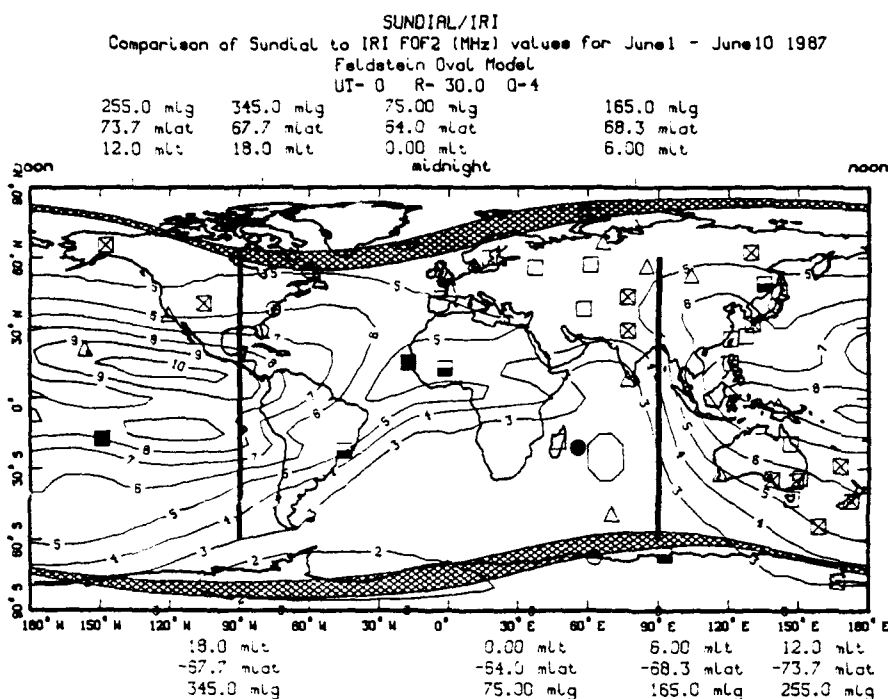 SUNDIAL/IRI
Comparison of Sundial to IRI FOF2 (MHz) values for June1 - June10 1987
Feldstein Oval Model
UT- 0 R- 30.0 Q-4
255.0 mlg 345.0 mlg 75.00 mlg 165.0 mlg
73.7 mlat 67.7 mlat 64.0 mlat 68.3 mlat
12.0 mlt 18.0 mlt 0.00 mlt 6.00 mlt
noon midnight noon
80° N
60° N
30° N
0° N
30° S
60° S
80° S
180° W 150° W 120° W 90° W 60° W 30° W 0° E 30° E 60° E 90° E 120° E 150° E 180° E
18.0 mlt 0.00 mlt 6.00 mlt 12.0 mlt
-67.7 mlat -64.0 mlat -68.3 mlat -73.7 mlat
345.0 mlg 75.00 mlg 165.0 mlg 255.0 mlg